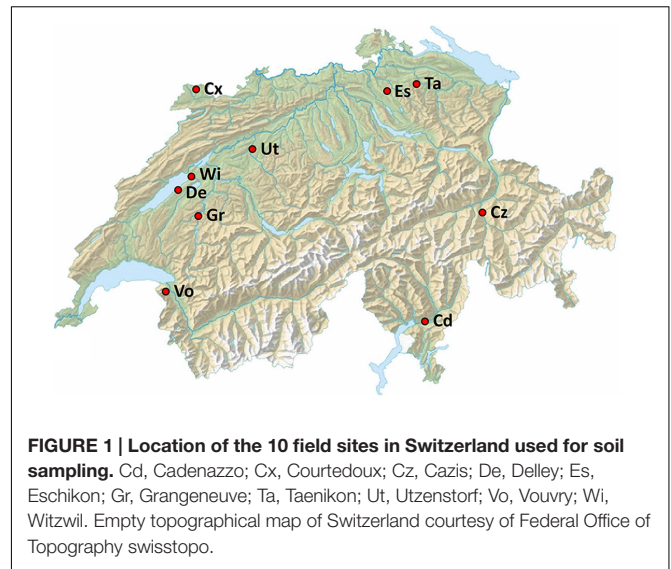 Cx
Es
Ta
Ut
Wi
De
Gr
Cz
Vo
Cd
FIGURE 1 | Location of the 10 field sites in Switzerland used for soil
sampling. Cd, Cadenazzo; Cx, Courtedoux; Cz, Cazis; De, Delley; Es,
Eschikon; Gr, Grangeneuve; Ta, Taenikon; Ut, Utzenstorf; Vo, Vouvry; Wi,
Witzwil. Empty topographical map of Switzerland courtesy of Federal Office of
Topography swisstopo.